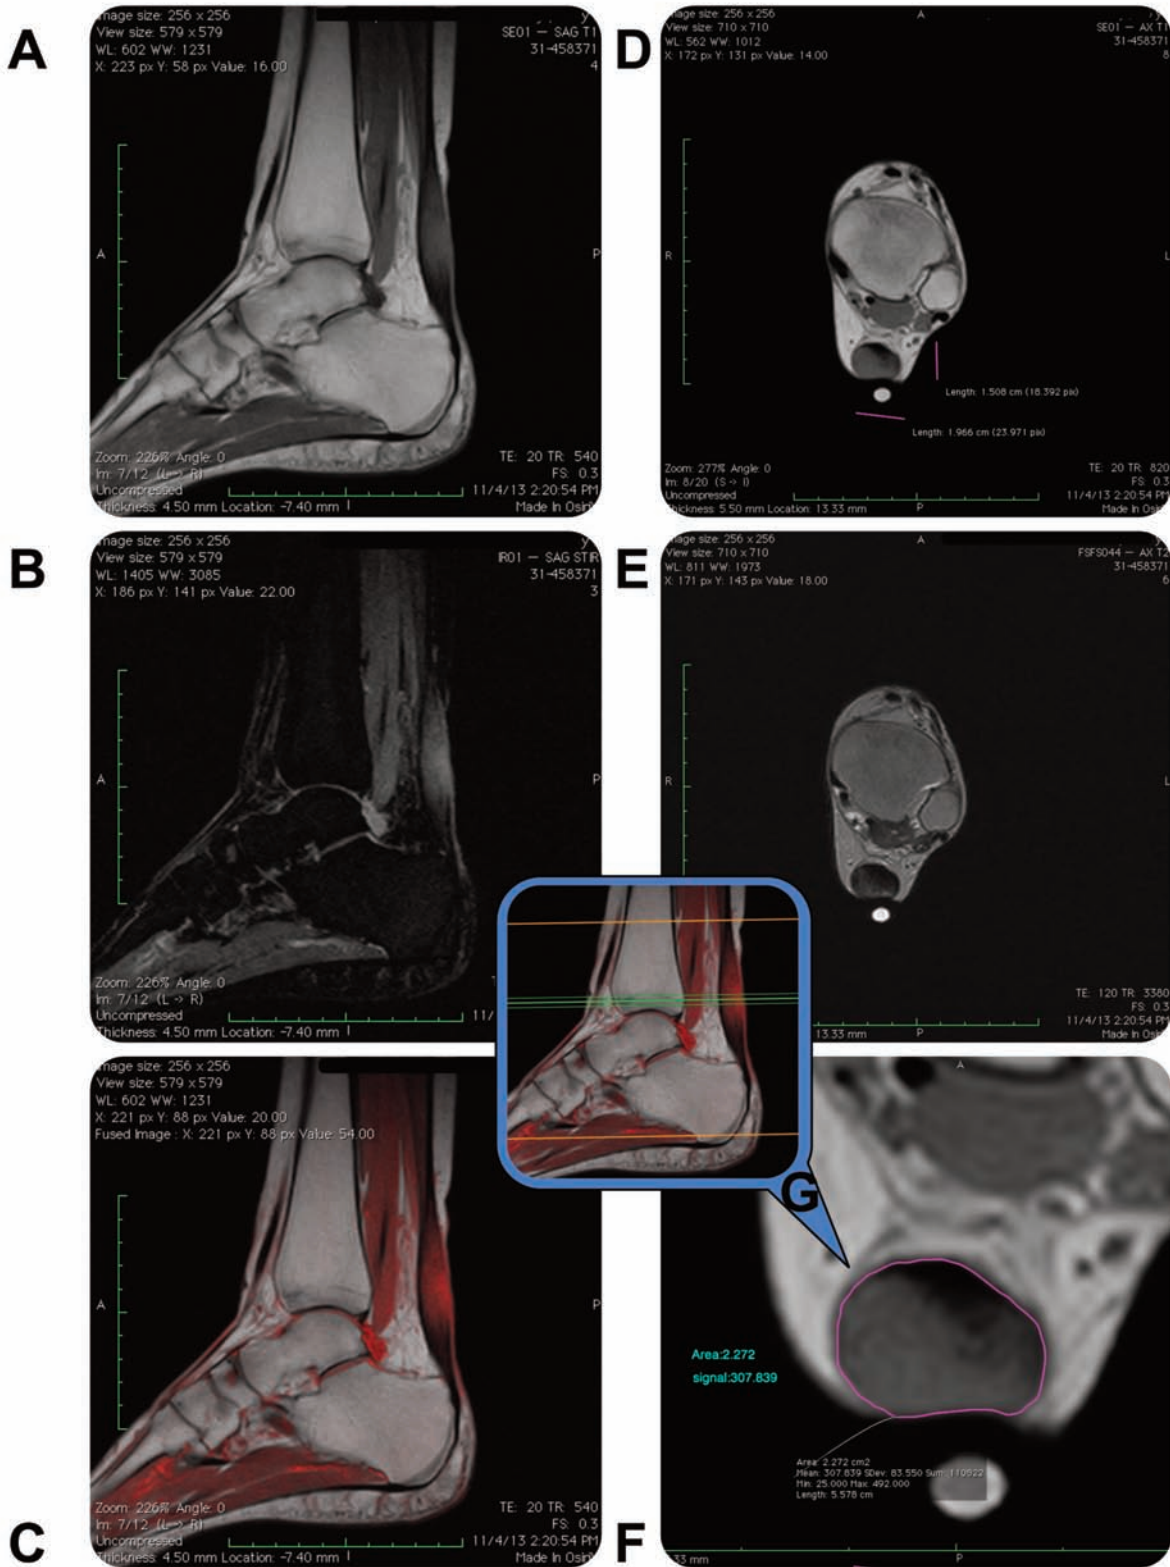 A
Image size: 256 x 256
View size: 579 x 579
WL: 602 WW: 1231
X: 223 px Y: 58 px Value: 16.00
y
SE01 — SAG T1
31-458371
4
A
P
Zoom: 226% Angle: 0
Im: 7/12 (L -> R)
Uncompressed
Thickness: 4.50 mm Location: -7.40 mm
I
TE: 20 TR: 540
FS: 0.3
11/4/13 2:20:54 PM
Made In Osiri
B
Image size: 256 x 256
View size: 579 x 579
WL: 1405 WW: 3085
X: 186 px Y: 141 px Value: 22.00
y
IR01 — SAG STIR
31-458371
3
A
P
Zoom: 226% Angle: 0
Im: 7/12 (L -> R)
Uncompressed
Thickness: 4.50 mm Location: -7.40 mm
I
11/
C
Image size: 256 x 256
View size: 579 x 579
WL: 602 WW: 1231
X: 221 px Y: 88 px Value: 20.00
Fused Image : X: 221 px Y: 88 px Value: 54.00
A
Zoom: 226% Angle: 0
Im: 7/12 (L -> R)
Uncompressed
Thickness: 4.50 mm Location: -7.40 mm
I
TE: 20 TR: 540
FS: 0.3
11/4/13 2:20:54 PM
Made In Osiri
D
Image size: 256 x 256
View size: 710 x 710
WL: 562 WW: 1012
X: 172 px Y: 131 px Value: 14.00
A
SE01 — AX T1
31-458371
8
R
L
Length: 1.508 cm (18.392 pix)
Length: 1.966 cm (23.971 pix)
Zoom: 277% Angle: 0
Im: 8/20 (S -> I)
Uncompressed
Thickness: 5.50 mm Location: 13.33 mm
P
TE: 20 TR: 820
FS: 0.3
11/4/13 2:20:54 PM
Made In Osiri
E
Image size: 256 x 256
View size: 710 x 710
WL: 811 WW: 1973
X: 171 px Y: 143 px Value: 18.00
A
y
FSFS044 — AX T2
31-458371
6
R
L
13.33 mm
P
TE: 120 TR: 3380
FS: 0.3
11/4/13 2:20:54 PM
Made In Osiri
G
F
A
Area:2.272
signal:307.839
Area: 2.272 cm2
Mean: 307.839 SDev: 83.550 Sum: 110822
Min: 25.000 Max: 492.000
Length: 5.578 cm
33 mm
P